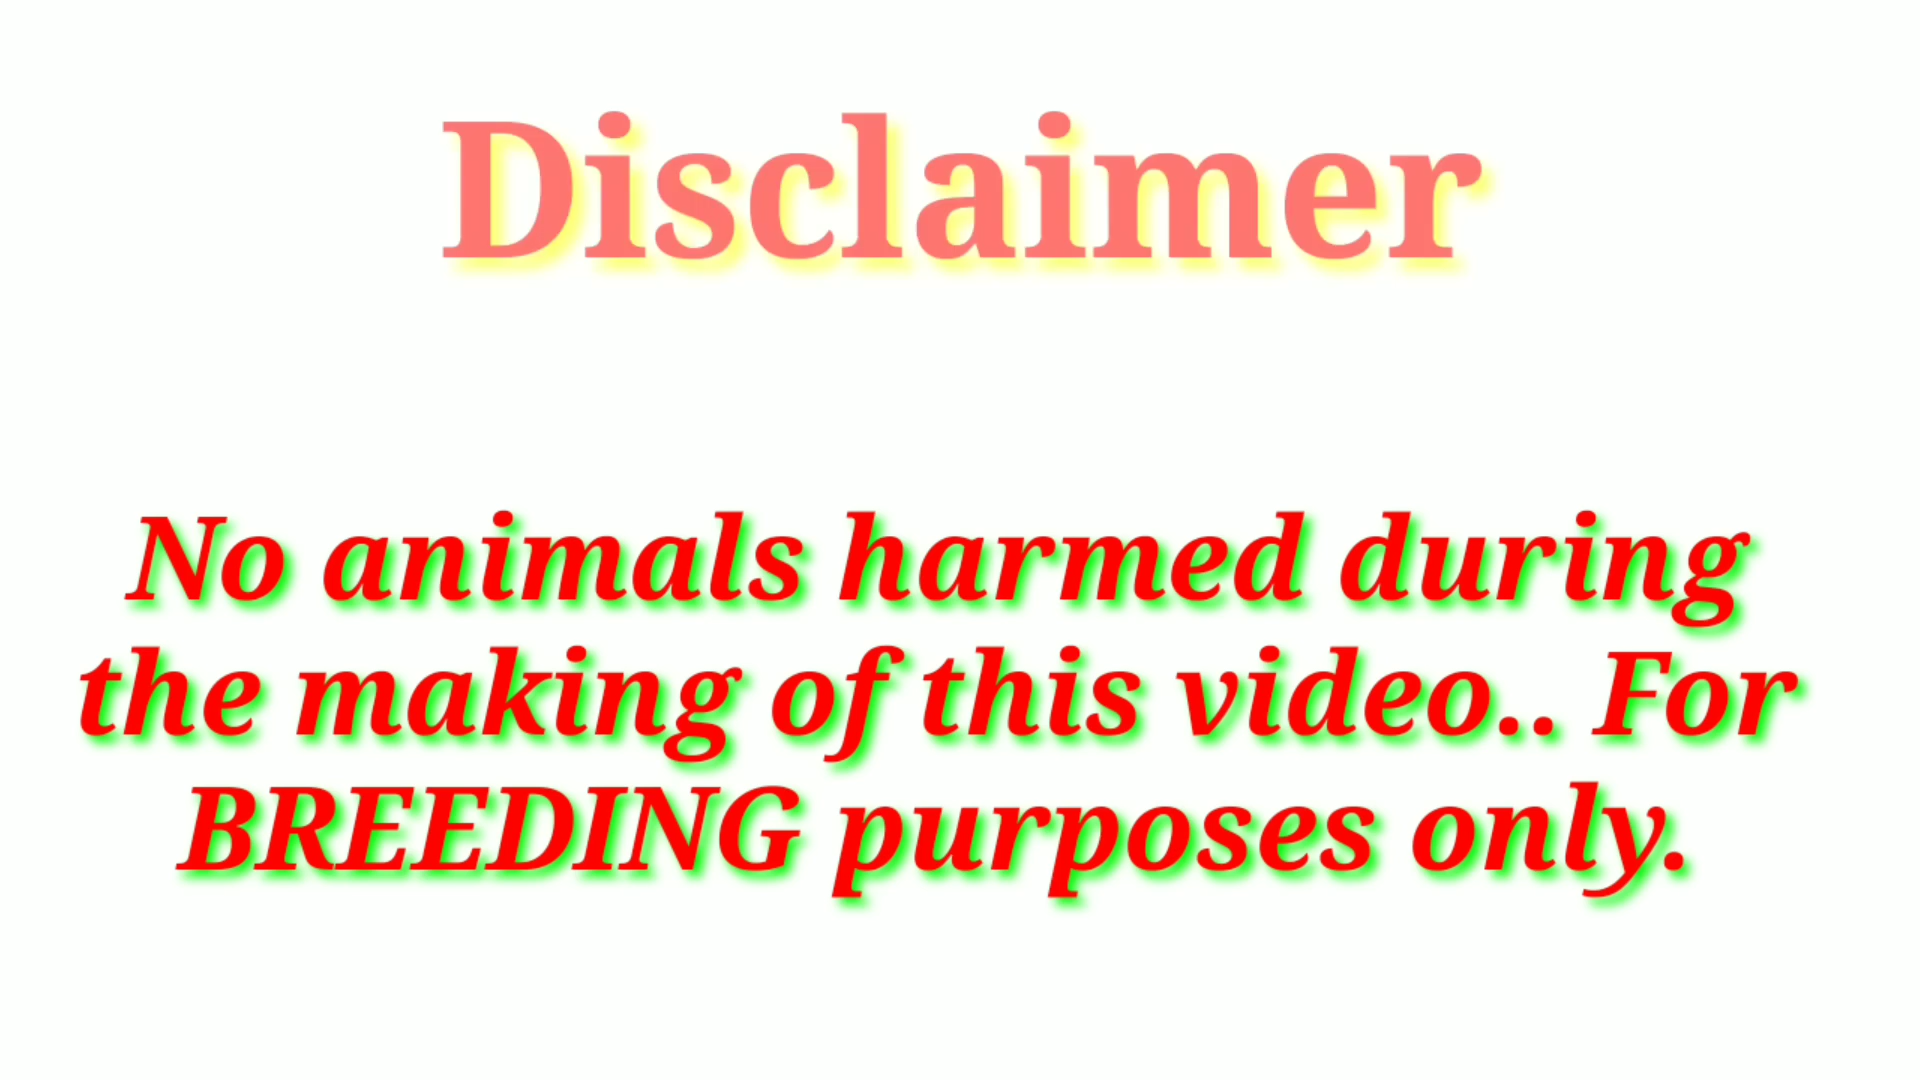 Disclaimer
No animals harmed during
the making of this video.. For
BREEDING purposes only.